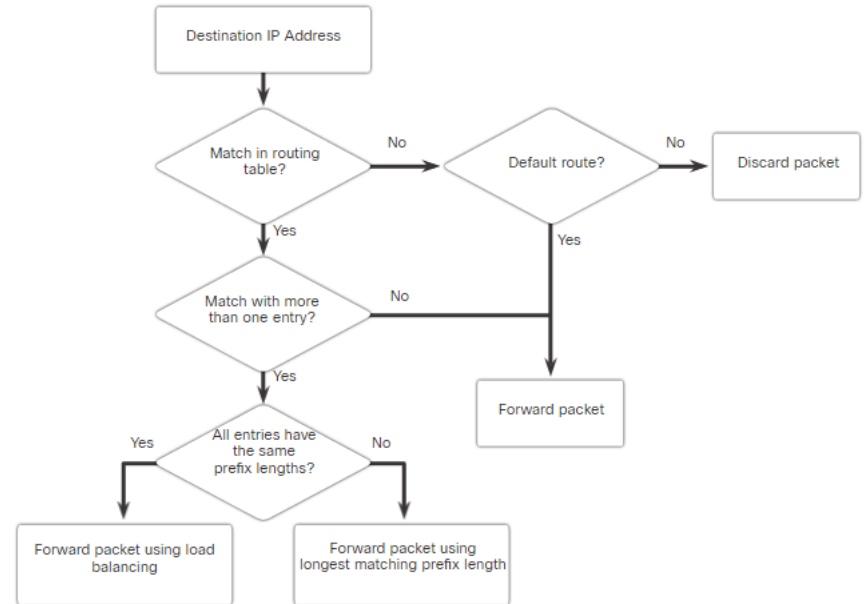 Destination IP Address
Match in routing
table?
No
Default route?
No
Discard packet
Yes
Yes
Match with more
than one entry?
No
Yes
Forward packet
Yes
All entries have
the same
prefix lengths?
No
Forward packet using load
balancing
Forward packet using
longest matching prefix length